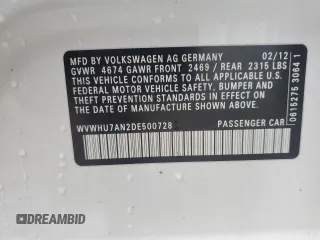 MFD BY VOLKSWAGEN AG GERMANY 02/12
GVWR 4674 GAWR FRONT 2469 / REAR 2315 LBS
THIS VEHICLE CONFORMS TO ALL APPLICABLE U.S.
FEDERAL MOTOR VEHICLE SAFETY, BUMPER AND
THEFT PREVENTION STANDARDS IN EFFECT ON
THE DATE OF MANUFACTURE SHOWN ABOVE.
WVWHU7AN2DE500728 PASSENGER CAR
0615275 3064 1
© DREAMBID